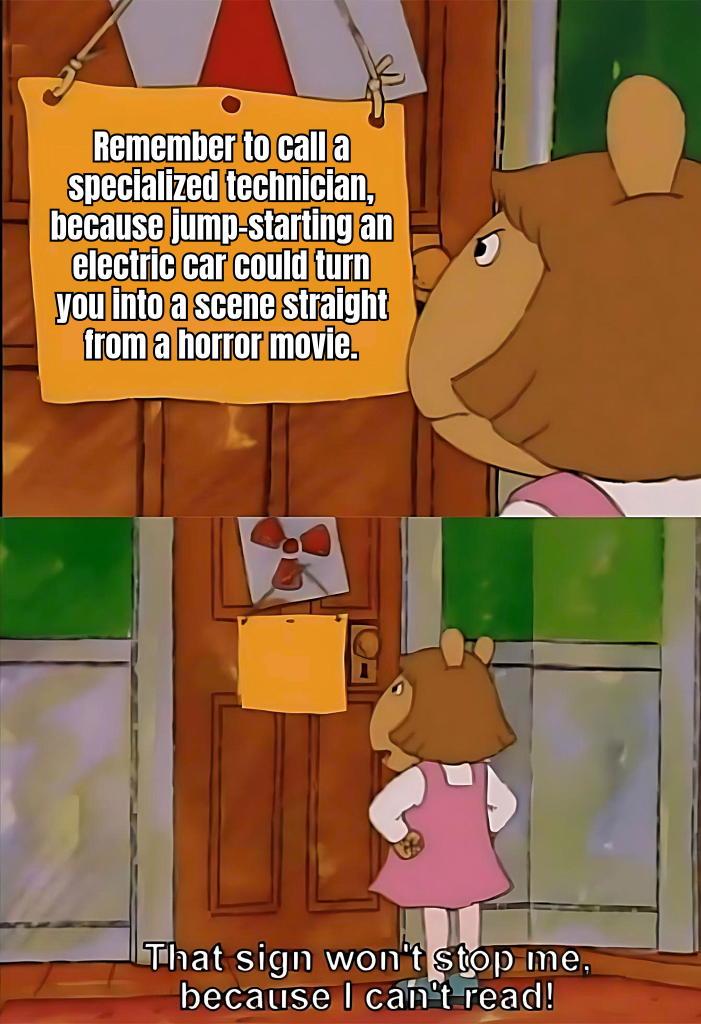 Remember to call a
specialized technician,
because jump-starting an
electric car could turn
you into a scene straight
from a horror movie.
That sign won't stop me,
because I can't read!